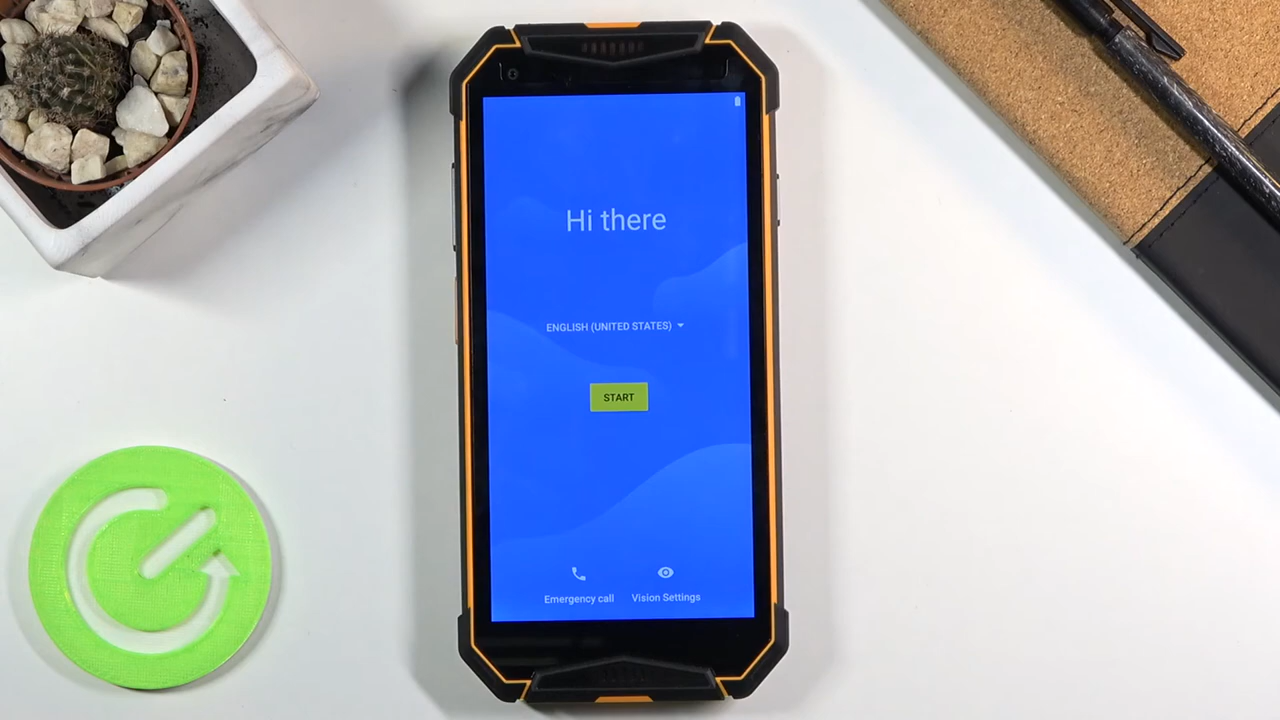 Hi there
ENGLISH (UNITED STATES)
START
Emergency call
Vision Settings